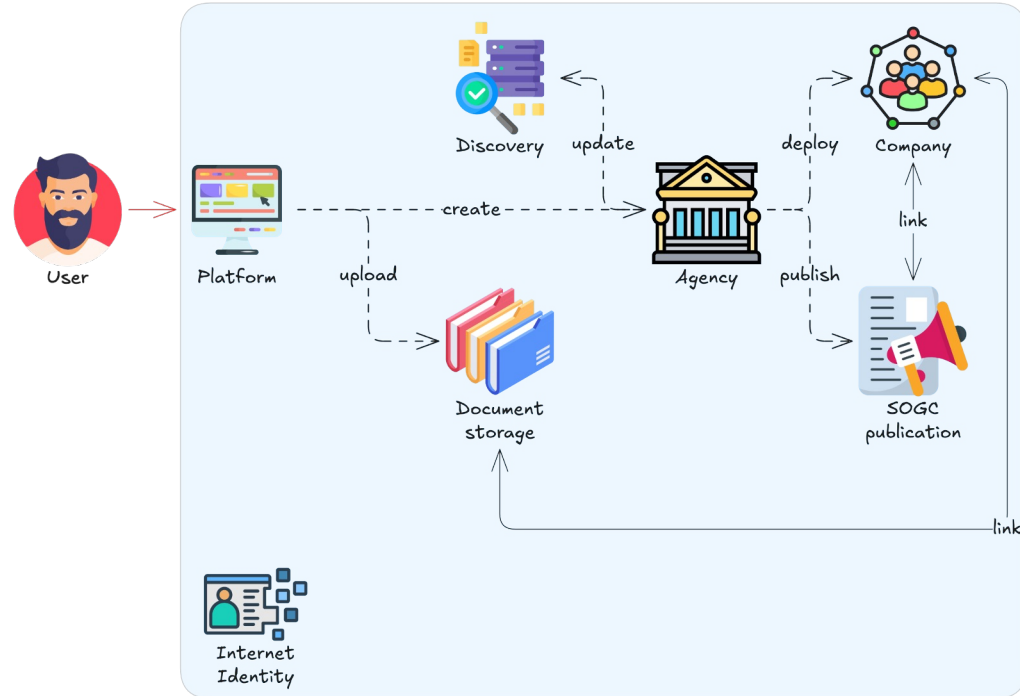 Discovery
update
deploy
Company
User
Platform
create
upload
Agency
publish
link
Document
storage
SOGC
publication
link
Internet
Identity